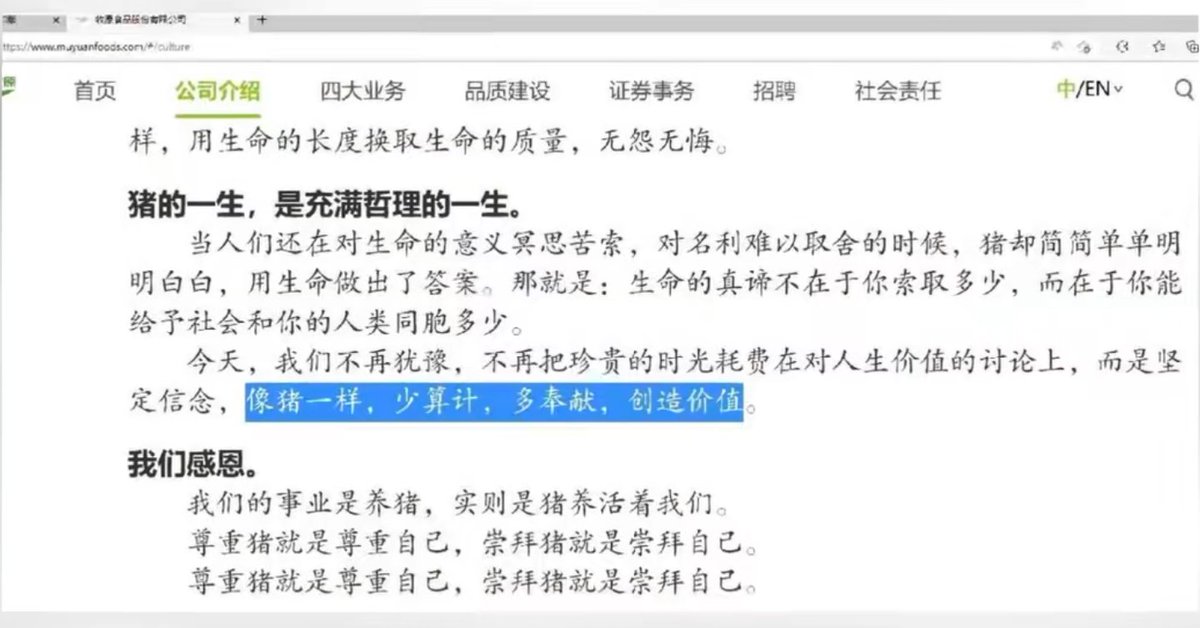 牧原食品股份有限公司
ttps://www.muyuanfoods.com/#/culture
首页 公司介绍 四大业务 品质建设 证券事务 招聘 社会责任 中/EN
样，用生命的长度换取生命的质量，无怨无悔。
猪的一生，是充满哲理的一生。
当人们还在对生命的意义冥思苦索，对名利难以取舍的时候，猪却简简单单明
明白白，用生命做出了答案。那就是：生命的真谛不在于你索取多少，而在于你能
给予社会和你的人类同胞多少。
今天，我们不再犹豫，不再把珍贵的时光耗费在对人生价值的讨论上，而是坚
定信念，像猪一样，少算计，多奉献，创造价值。
我们感恩。
我们的事业是养猪，实则是猪养活着我们。
尊重猪就是尊重自己，崇拜猪就是崇拜自己。
尊重猪就是尊重自己，崇拜猪就是崇拜自己。